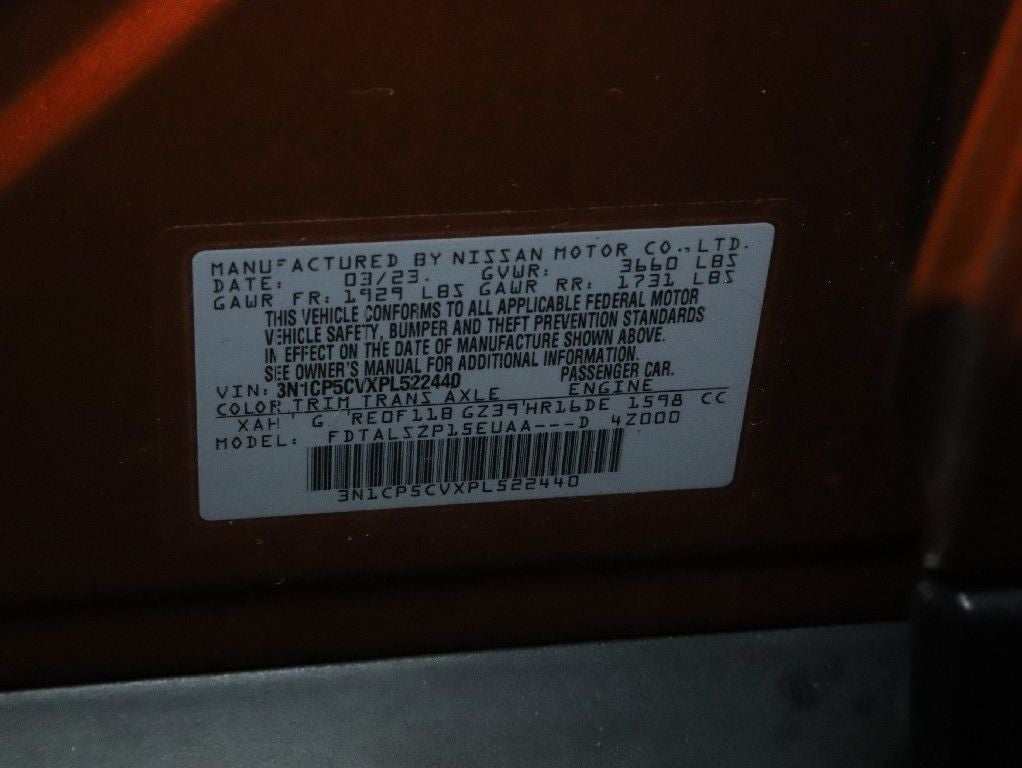 MANUFACTURED BY NISSAN MOTOR CO., LTD.
DATE: 03/23. GVWR: 3660 LBS
GAWR FR: 1929 LBS GAWR RR: 1731 LBS
THIS VEHICLE CONFORMS TO ALL APPLICABLE FEDERAL MOTOR
VEHICLE SAFETY, BUMPER AND THEFT PREVENTION STANDARDS
IN EFFECT ON THE DATE OF MANUFACTURE SHOWN ABOVE.
SEE OWNER'S MANUAL FOR ADDITIONAL INFORMATION.
VIN: 3N1CP5CVXPL522440 PASSENGER CAR.
COLOR TRIM TRANS AXLE ENGINE
XAH G RE0F11B GZ39 HR16DE 1598 CC
MODEL: FDTALSZP15EUAA---D 4Z000
3N1CP5CVXPL522440